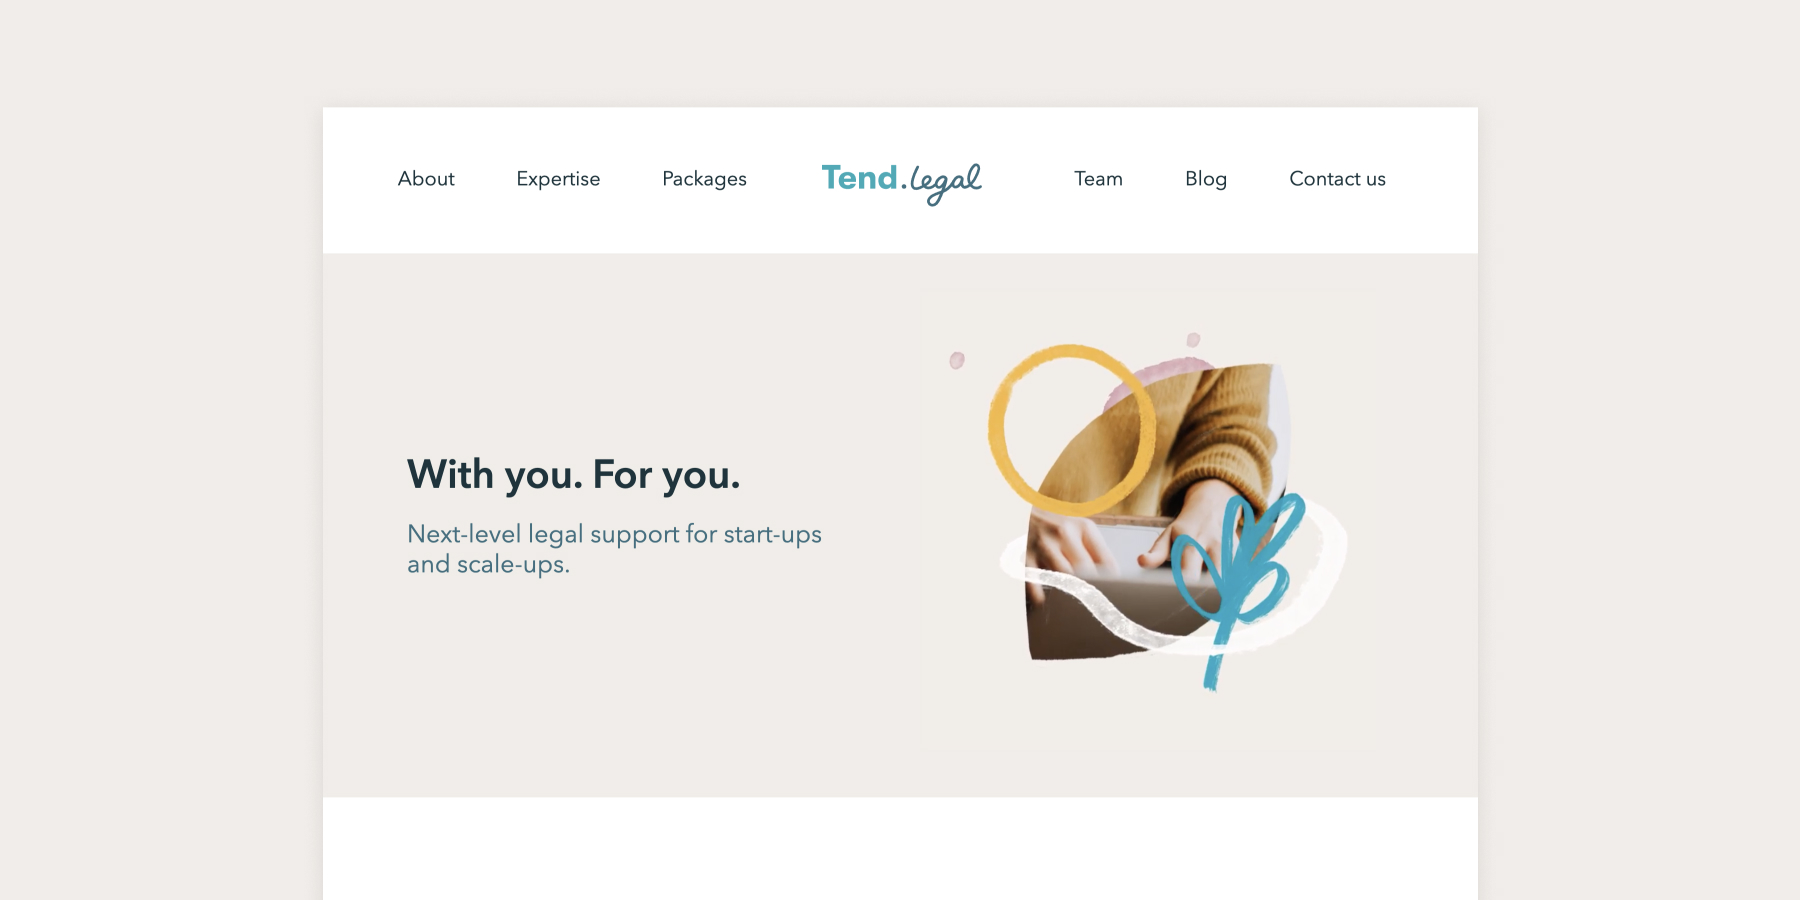 About Expertise Packages Tend.legal Team Blog Contact us
With you. For you.
Next-level legal support for start-ups
and scale-ups.